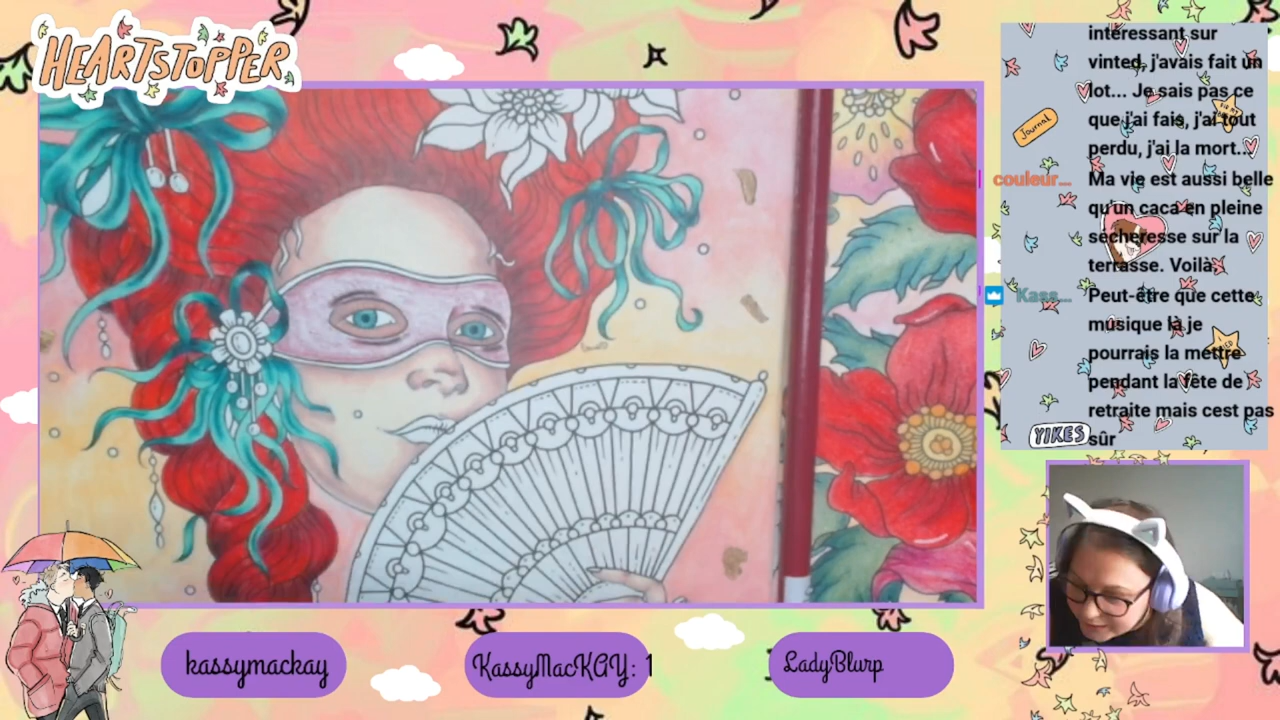 HEARTSTOPPER
intéressant sur
vinted, j'avais fait un
lot... Je sais pas ce
que j'ai fais, j'ai tout
perdu, j'ai la mort...
couleur... Ma vie est aussi belle
qu'un caca en pleine
sécheresse sur la
terrasse. Voilà.
Kass... Peut-être que cette
musique là je
pourrais la mettre
pendant la fête de
retraite mais cest pas
sûr
Journal
YIKES
kassymackay
KassyMacKAY: 1
LadyBlurp